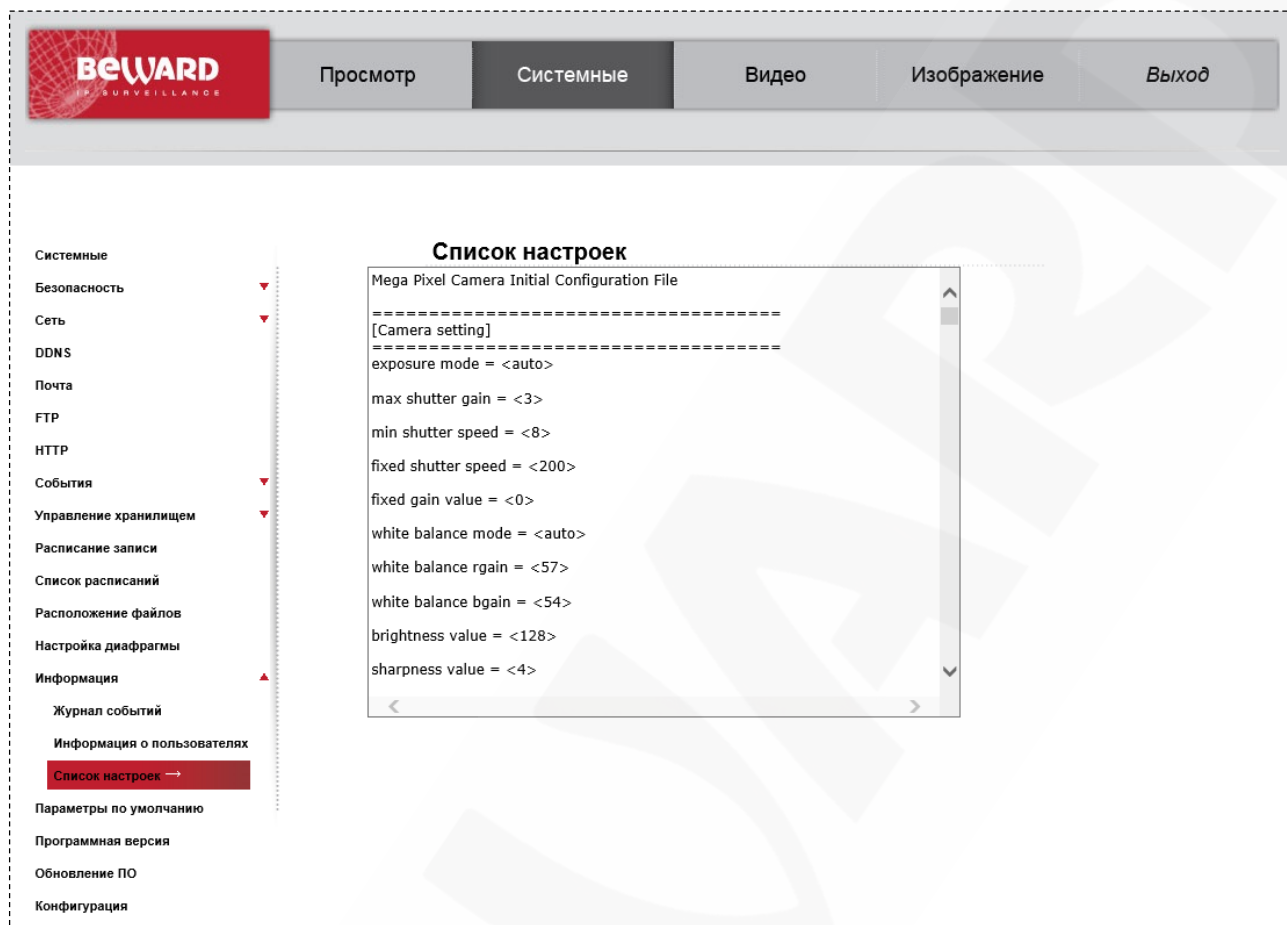 BEWARD
IP SURVEILLANCE
Просмотр
Системные
Видео
Изображение
Выход
Системные
Безопасность
Сеть
DDNS
Почта
FTP
HTTP
События
Управление хранилищем
Расписание записи
Список расписаний
Расположение файлов
Настройка диафрагмы
Информация
Журнал событий
Информация о пользователях
Список настроек →
Параметры по умолчанию
Программная версия
Обновление ПО
Конфигурация
Список настроек
Mega Pixel Camera Initial Configuration File
====================================
[Camera setting]
====================================
exposure mode = <auto>
max shutter gain = <3>
min shutter speed = <8>
fixed shutter speed = <200>
fixed gain value = <0>
white balance mode = <auto>
white balance rgain = <57>
white balance bgain = <54>
brightness value = <128>
sharpness value = <4>